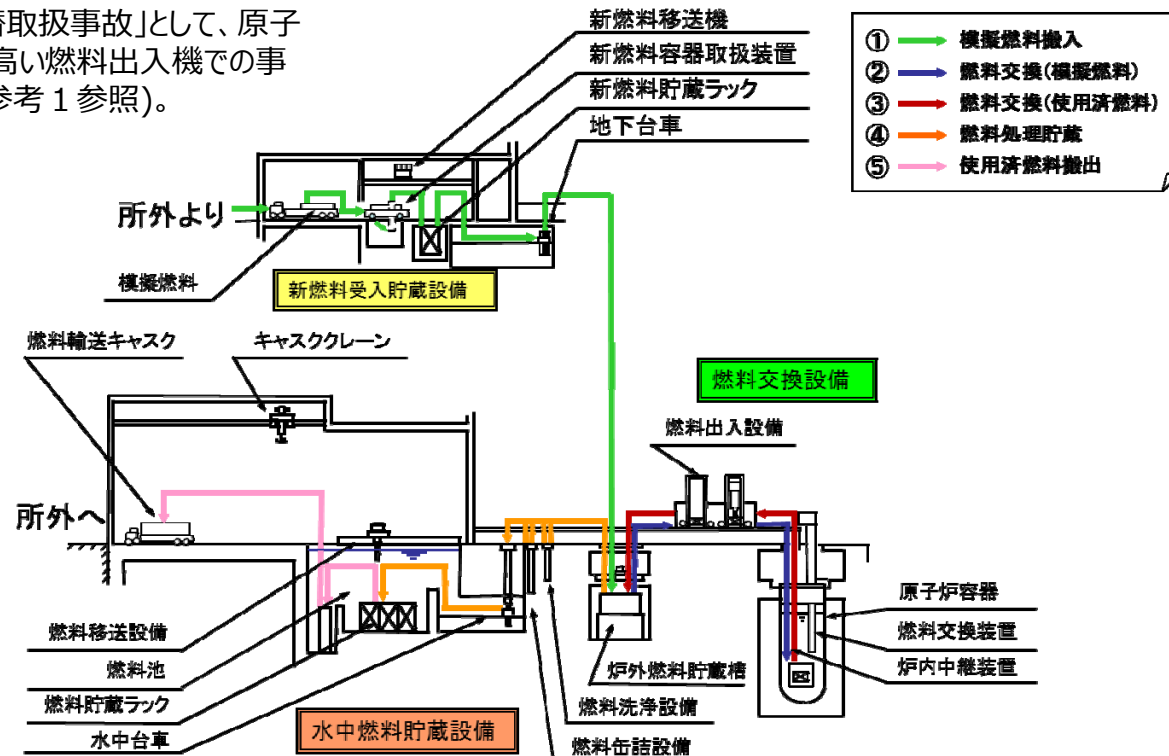 替取扱事故」として、原子
高い燃料出入機での事
参考１参照)。
① 模擬燃料搬入
② 燃料交換(模擬燃料)
③ 燃料交換(使用済燃料)
④ 燃料処理貯蔵
⑤ 使用済燃料搬出
新燃料移送機
新燃料容器取扱装置
新燃料貯蔵ラック
地下台車
所外より
模擬燃料
新燃料受入貯蔵設備
燃料輸送キャスク
キャスククレーン
燃料交換設備
燃料出入設備
所外へ
原子炉容器
燃料交換装置
炉内中継装置
燃料移送設備
燃料池
燃料貯蔵ラック
水中台車
水中燃料貯蔵設備
炉外燃料貯蔵槽
燃料洗浄設備
燃料缶詰設備